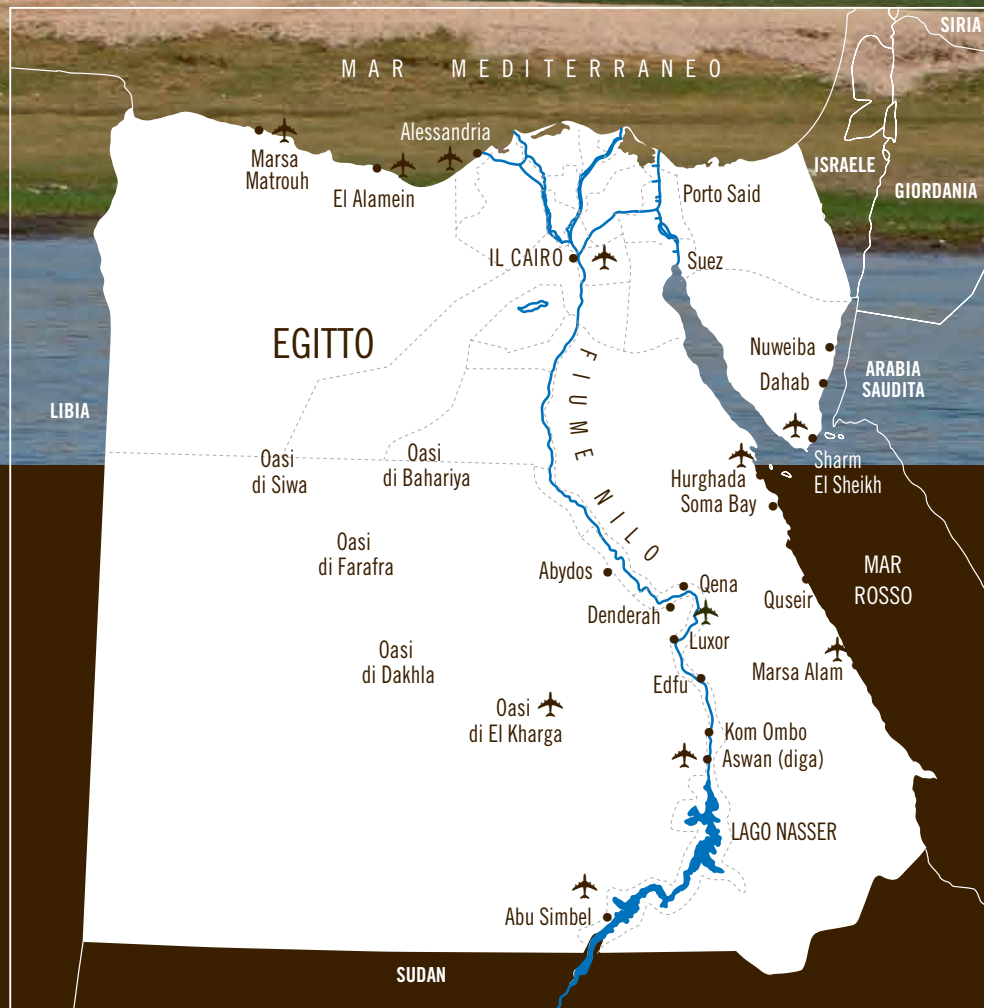 SIRIA
MAR MEDITERRANEO
Alessandria
Marsa
Matrouh
El Alamein
ISRAELE
GIORDANIA
Porto Said
IL CAIRO
Suez
EGITTO
Nuweiba
Dahab
ARABIA
SAUDITA
LIBIA
FIUME NILO
Oasi
di Siwa
Oasi
di Bahariya
Sharm
El Sheikh
Hurghada
Soma Bay
Oasi
di Farafra
Abydos
Qena
Quseir
MAR
ROSSO
Denderah
Luxor
Oasi
di Dakhla
Marsa Alam
Edfu
Oasi
di El Kharga
Kom Ombo
Aswan (diga)
LAGO NASSER
Abu Simbel
SUDAN